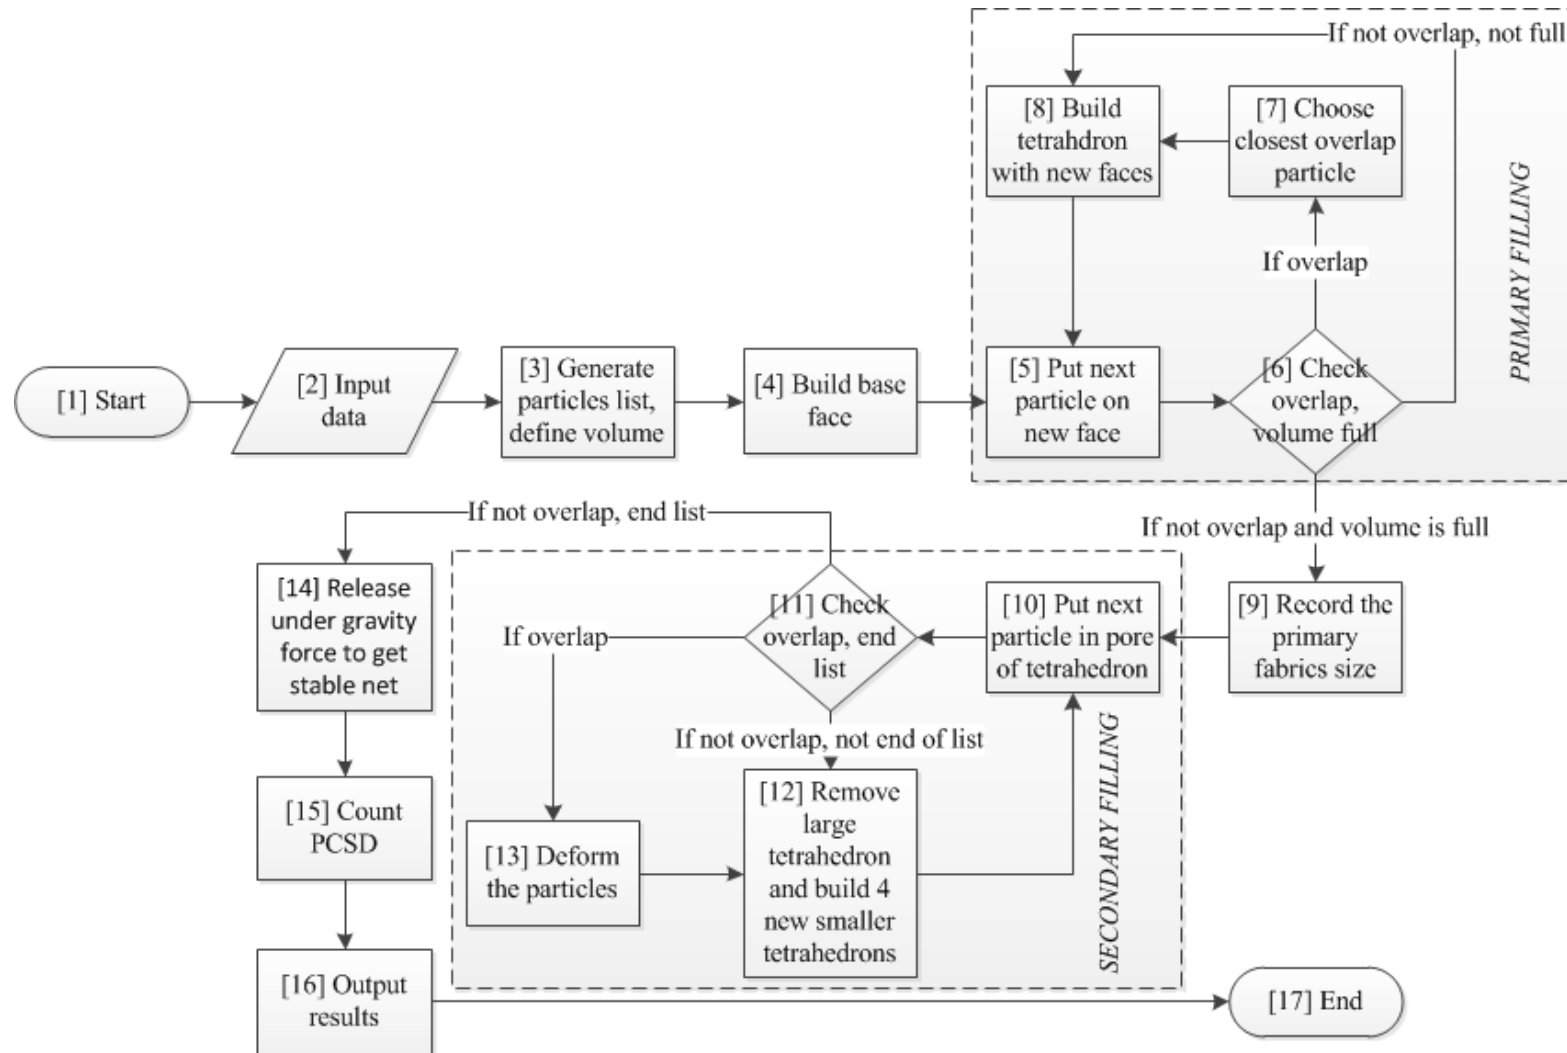 If not overlap, not full
[8] Build
tetrahdron
with new faces
[7] Choose
closest overlap
particle
PRIMARY FILLING
If overlap
[1] Start
[2] Input
data
[3] Generate
particles list,
define volume
[4] Build base
face
[5] Put next
particle on
new face
[6] Check
overlap,
volume full
If not overlap, end list
If not overlap and volume is full
[14] Release
under gravity
force to get
stable net
If overlap
[11] Check
overlap, end
list
[10] Put next
particle in pore
of tetrahedron
[9] Record the
primary
fabrics size
If not overlap, not end of list
SECONDARY FILLING
[15] Count
PCSD
[13] Deform
the particles
[12] Remove
large
tetrahedron
and build 4
new smaller
tetrahedrons
[16] Output
results
[17] End